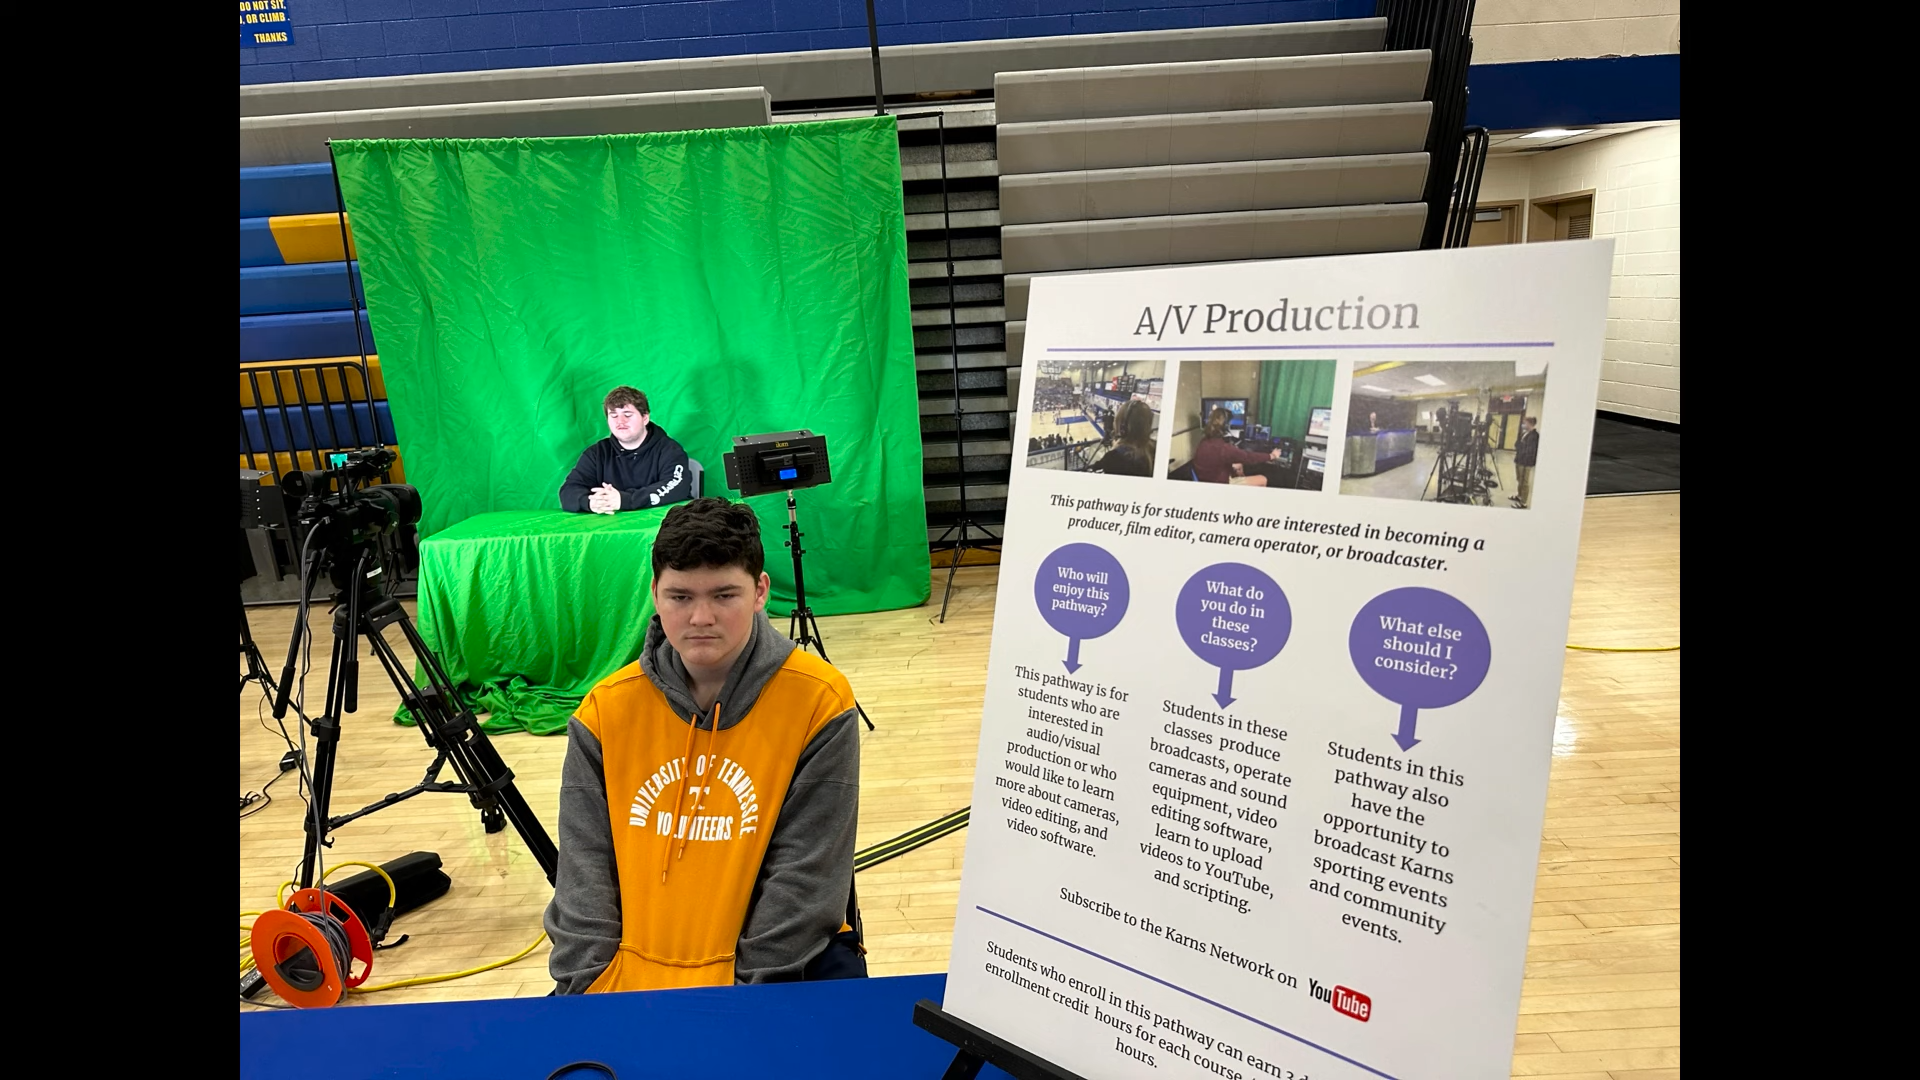 DO NOT SIT,
OR CLIMB
THANKS
Carhartt
UNIVERSITY OF TENNESSEE
T
VOLUNTEERS
A/V Production
This pathway is for students who are interested in becoming a
producer, film editor, camera operator, or broadcaster.
Who will
enjoy this
pathway?
This pathway is for
students who are
interested in
audio/visual
production or who
would like to learn
more about cameras,
video editing, and
video software.
What do
you do in
these
classes?
Students in these
classes produce
broadcasts, operate
cameras and sound
equipment, video
editing software,
learn to upload
videos to YouTube,
and scripting.
What else
should I
consider?
Students in this
pathway also
have the
opportunity to
broadcast Karns
sporting events
and community
events.
Subscribe to the Karns Network on YouTube
Students who enroll in this pathway can earn 3
enrollment credit hours for each course
hours.